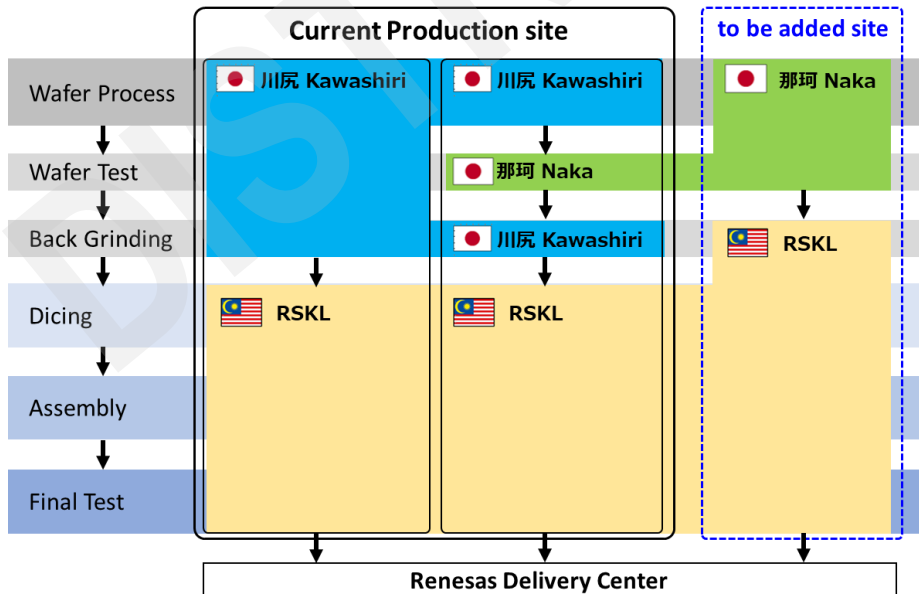 Current Production site
to be added site
Wafer Process
川尻 Kawashiri
川尻 Kawashiri
那珂 Naka
Wafer Test
那珂 Naka
Back Grinding
川尻 Kawashiri
RSKL
Dicing
RSKL
RSKL
Assembly
Final Test
Renesas Delivery Center